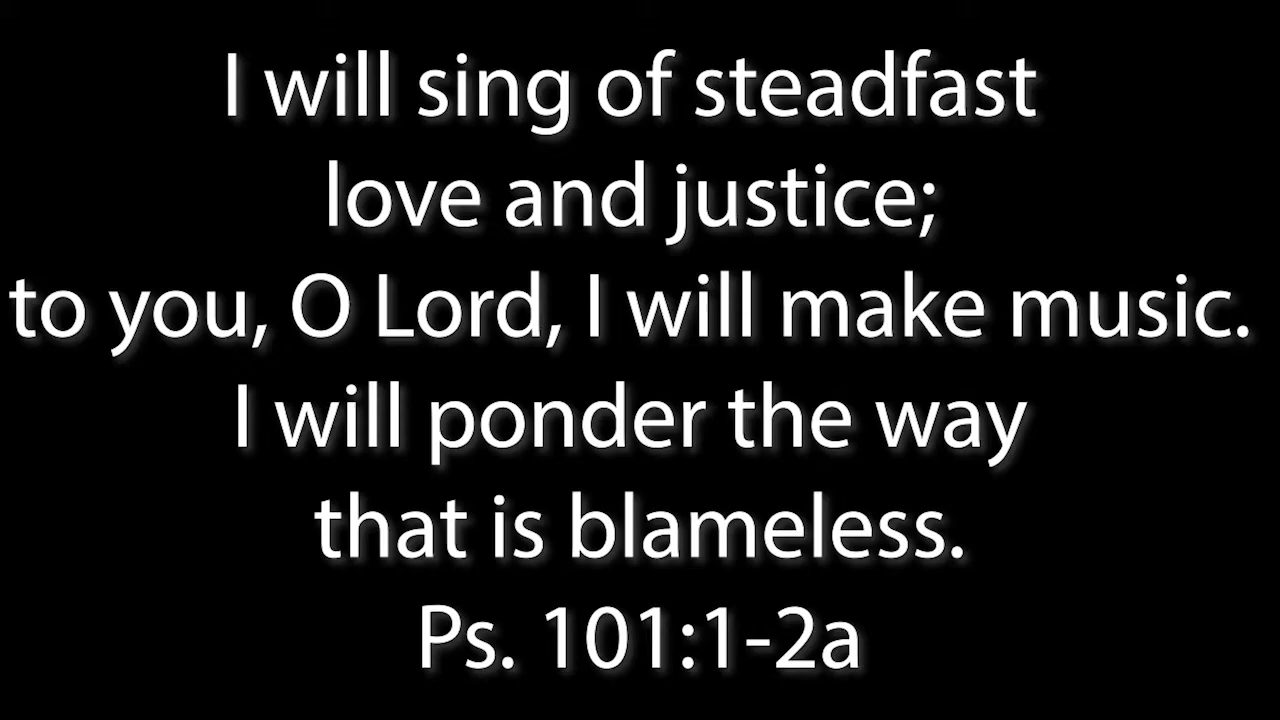 I will sing of steadfast
love and justice;
to you, O Lord, I will make music.
I will ponder the way
that is blameless.
Ps. 101:1-2a